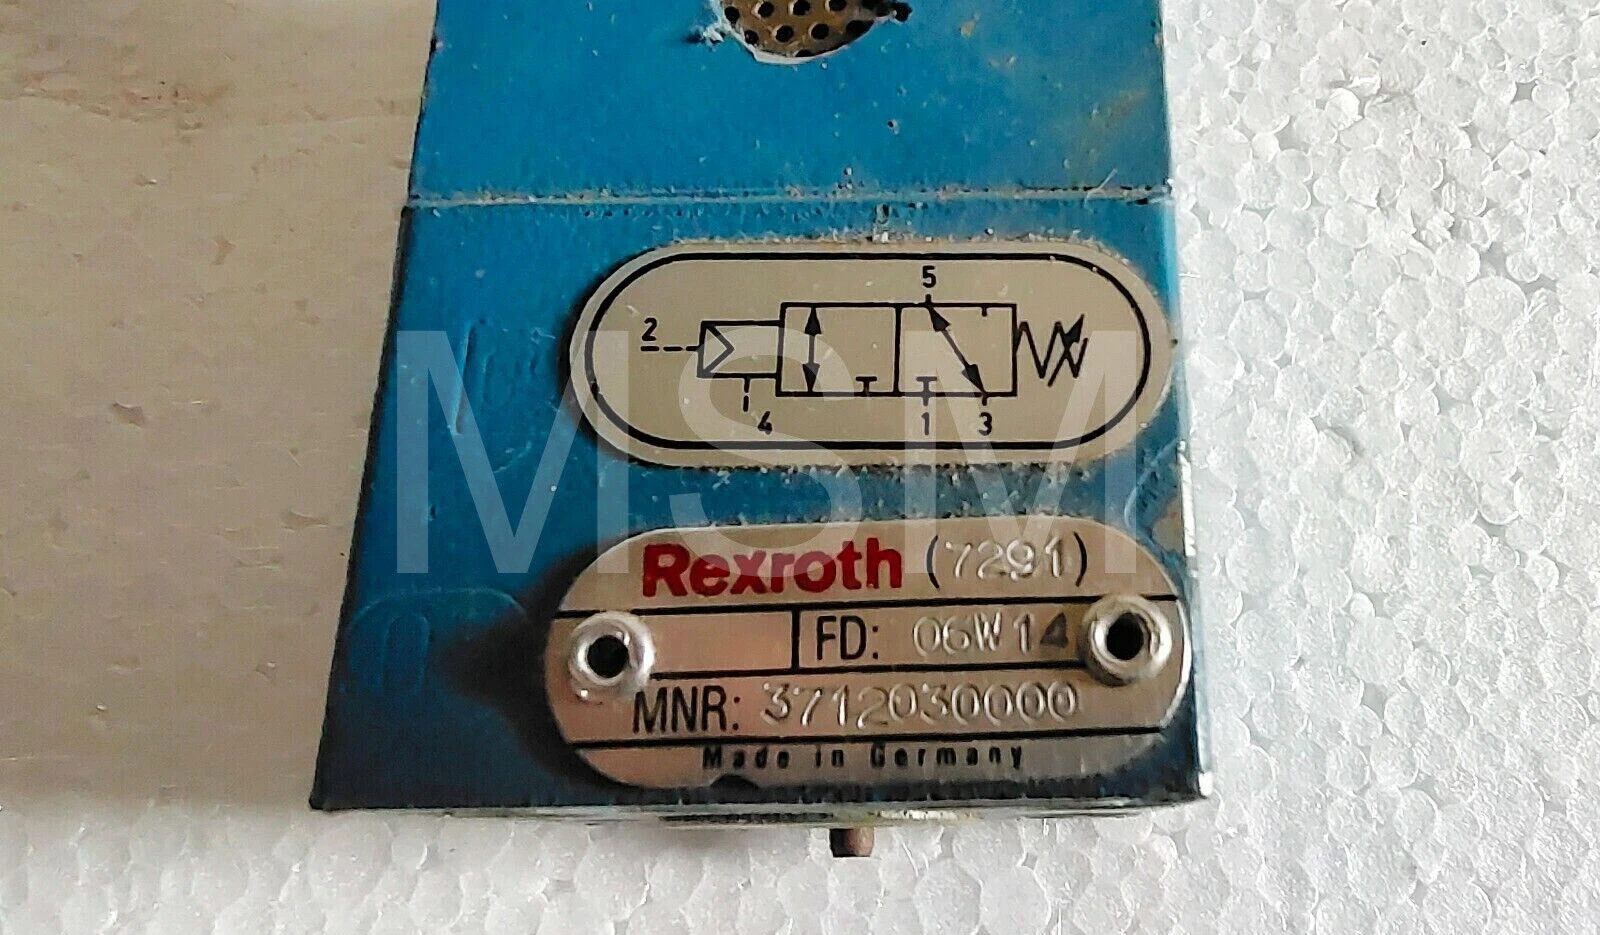 5
2
4
1 3
MSM
Rexroth (7291)
FD: 06W14
MNR: 3712030000
Made in Germany